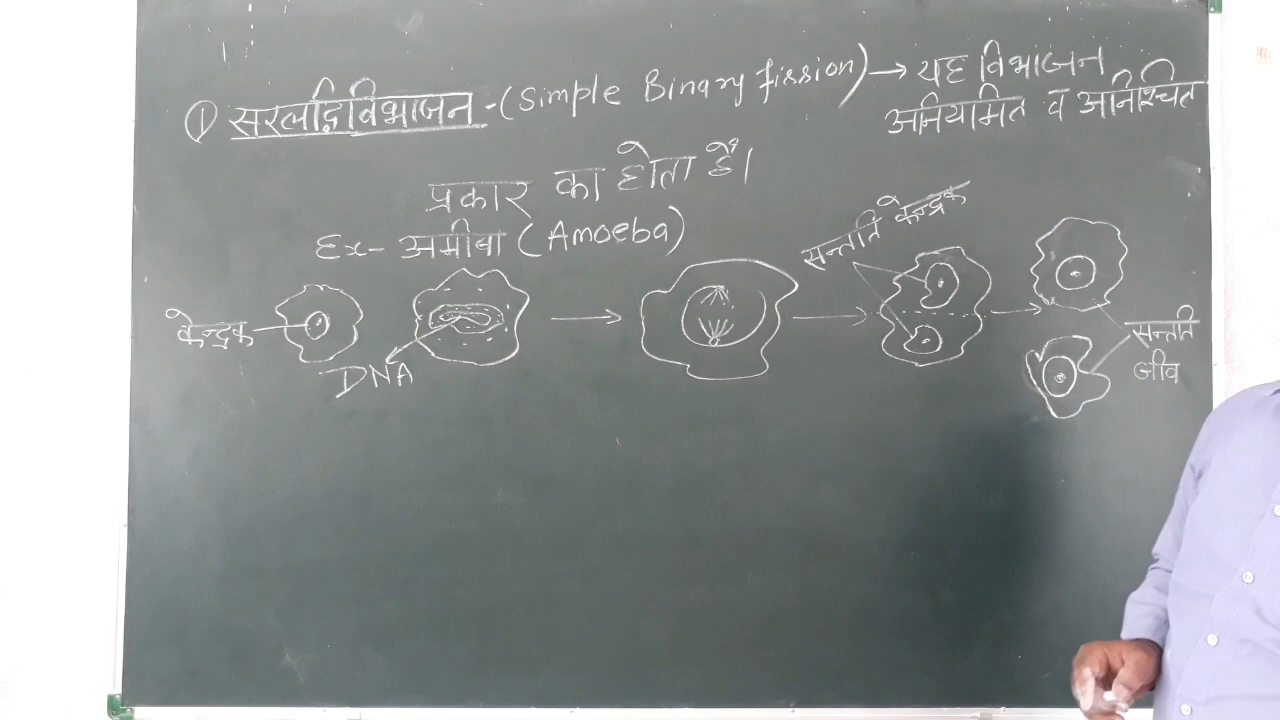 ① सरलद्विविभाजन - (Simple Binary fission) → यह विभाजन
अनियमित व अनिश्चित
प्रकार का होता हैं।
Ex- अमीबा (Amoeba)
सन्तति केन्द्रक
केन्द्रक
DNA
सन्तति
जीव